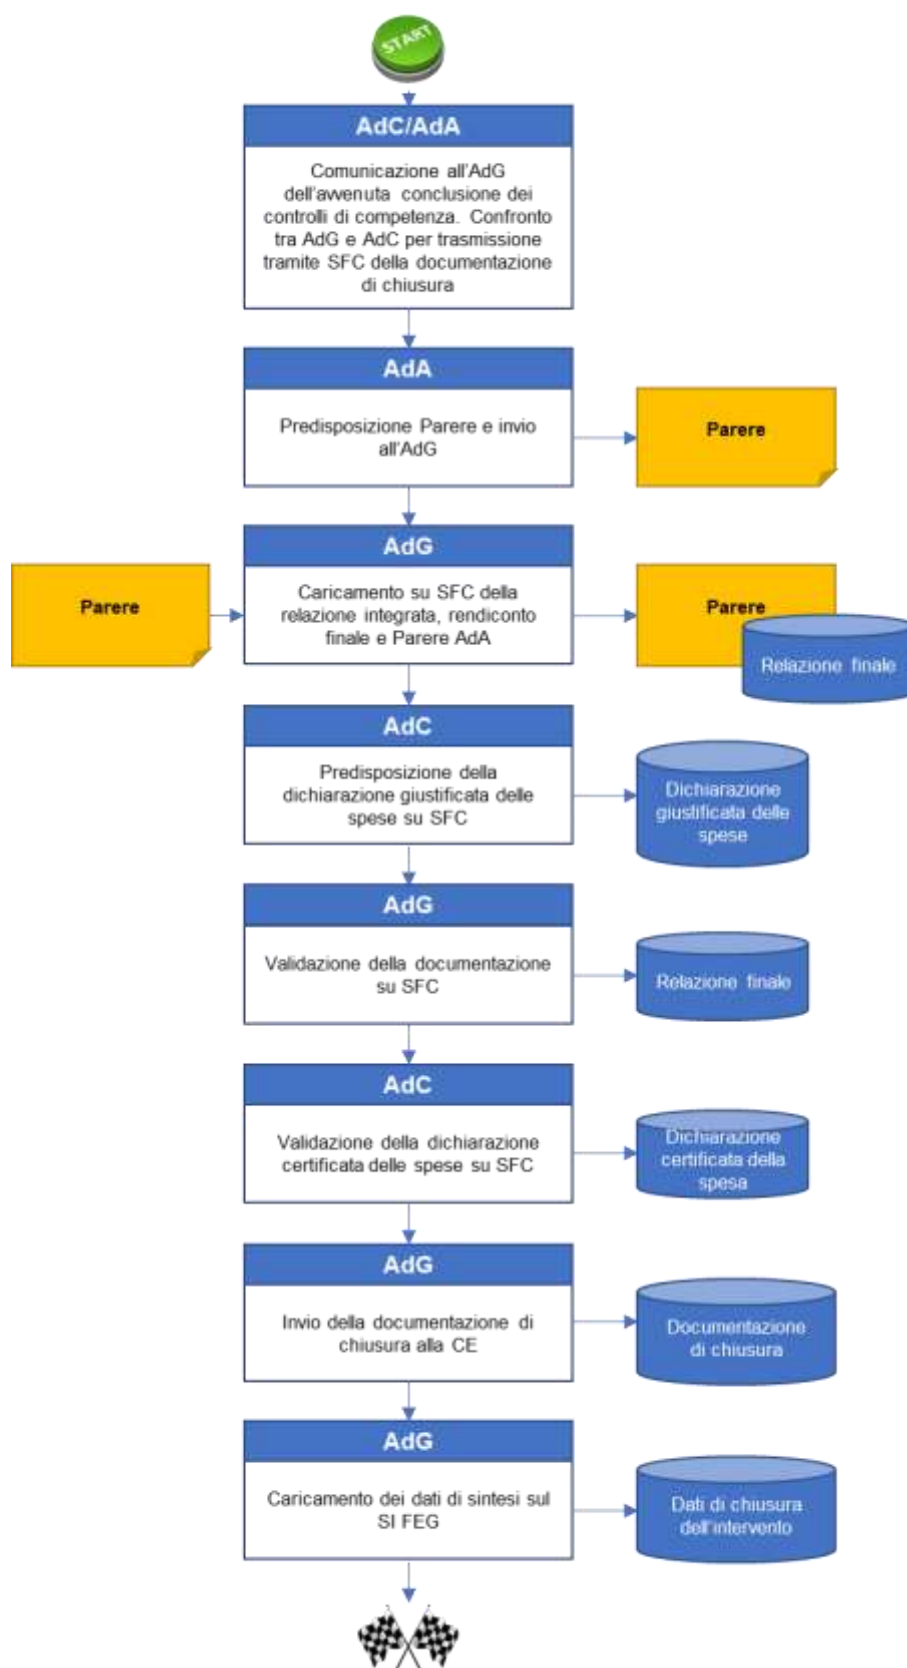 START
AdC/AdA
Comunicazione all'AdG
dell'avvenuta conclusione dei
controlli di competenza. Confronto
tra AdG e AdC per trasmissione
tramite SFC della documentazione
di chiusura
AdA
Predisposizione Parere e invio
all'AdG
Parere
Parere
AdG
Caricamento su SFC della
relazione integrata, rendiconto
finale e Parere AdA
Parere
Relazione finale
AdC
Predisposizione della
dichiarazione giustificata delle
spese su SFC
Dichiarazione
giustificata delle
spese
AdG
Validazione della documentazione
su SFC
Relazione finale
AdC
Validazione della dichiarazione
certificata delle spese su SFC
Dichiarazione
certificata della
spesa
AdG
Invio della documentazione di
chiusura alla CE
Documentazione
di chiusura
AdG
Caricamento dei dati di sintesi sul
SI FEG
Dati di chiusura
dell'intervento